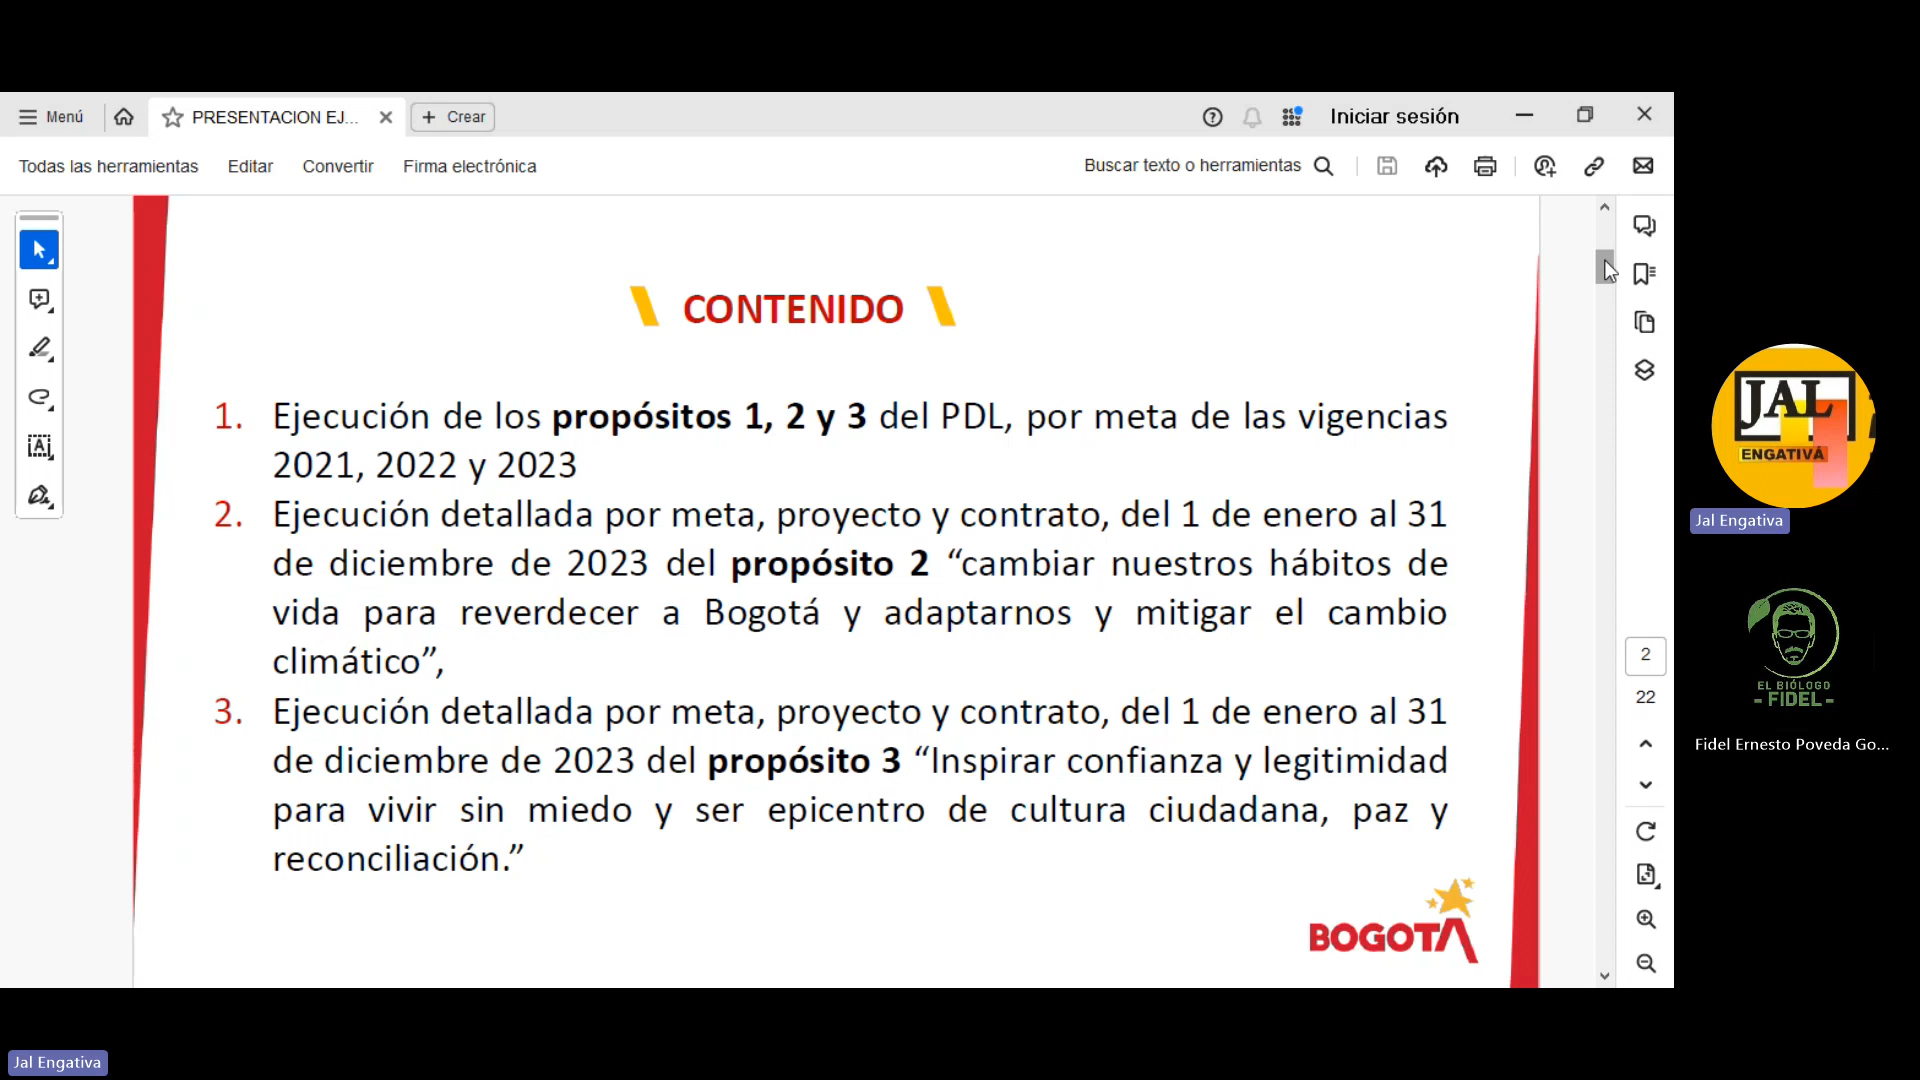 Menú
PRESENTACION EJ...
Crear
Iniciar sesión
Todas las herramientas
Editar
Convertir
Firma electrónica
Buscar texto o herramientas
CONTENIDO
1. Ejecución de los propósitos 1, 2 y 3 del PDL, por meta de las vigencias
2021, 2022 y 2023
2. Ejecución detallada por meta, proyecto y contrato, del 1 de enero al 31
de diciembre de 2023 del propósito 2 “cambiar nuestros hábitos de
vida para reverdecer a Bogotá y adaptarnos y mitigar el cambio
climático”,
3. Ejecución detallada por meta, proyecto y contrato, del 1 de enero al 31
de diciembre de 2023 del propósito 3 “Inspirar confianza y legitimidad
para vivir sin miedo y ser epicentro de cultura ciudadana, paz y
reconciliación.”
BOGOTA
2
22
JAL
ENGATIVÁ
Jal Engativa
EL BIÓLOGO
- FIDEL -
Fidel Ernesto Poveda Go...
Jal Engativa